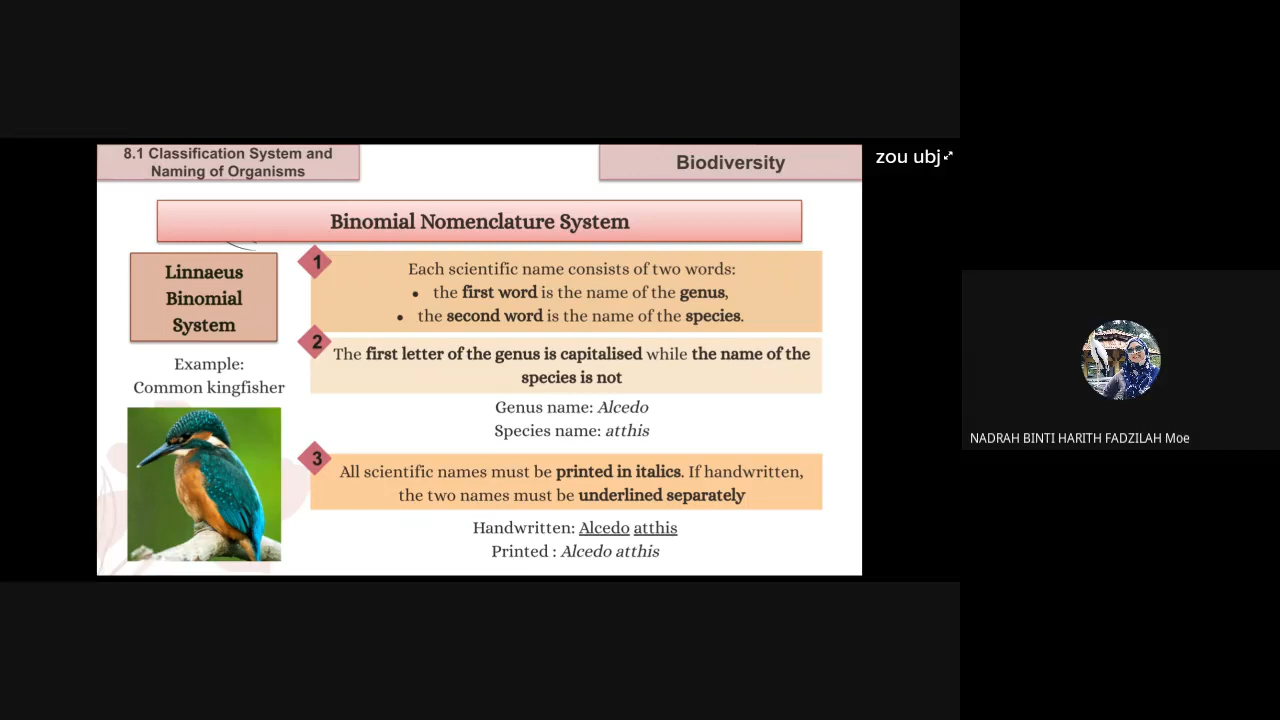 8.1 Classification System and
Naming of Organisms
Biodiversity
zou ubj
Binomial Nomenclature System
Linnaeus
Binomial
System
Example:
Common kingfisher
1
Each scientific name consists of two words:
• the first word is the name of the genus,
• the second word is the name of the species.
2
The first letter of the genus is capitalised while the name of the
species is not
Genus name: Alcedo
Species name: atthis
3
All scientific names must be printed in italics. If handwritten,
the two names must be underlined separately
Handwritten: Alcedo atthis
Printed : Alcedo atthis
NADRAH BINTI HARITH FADZILAH Moe